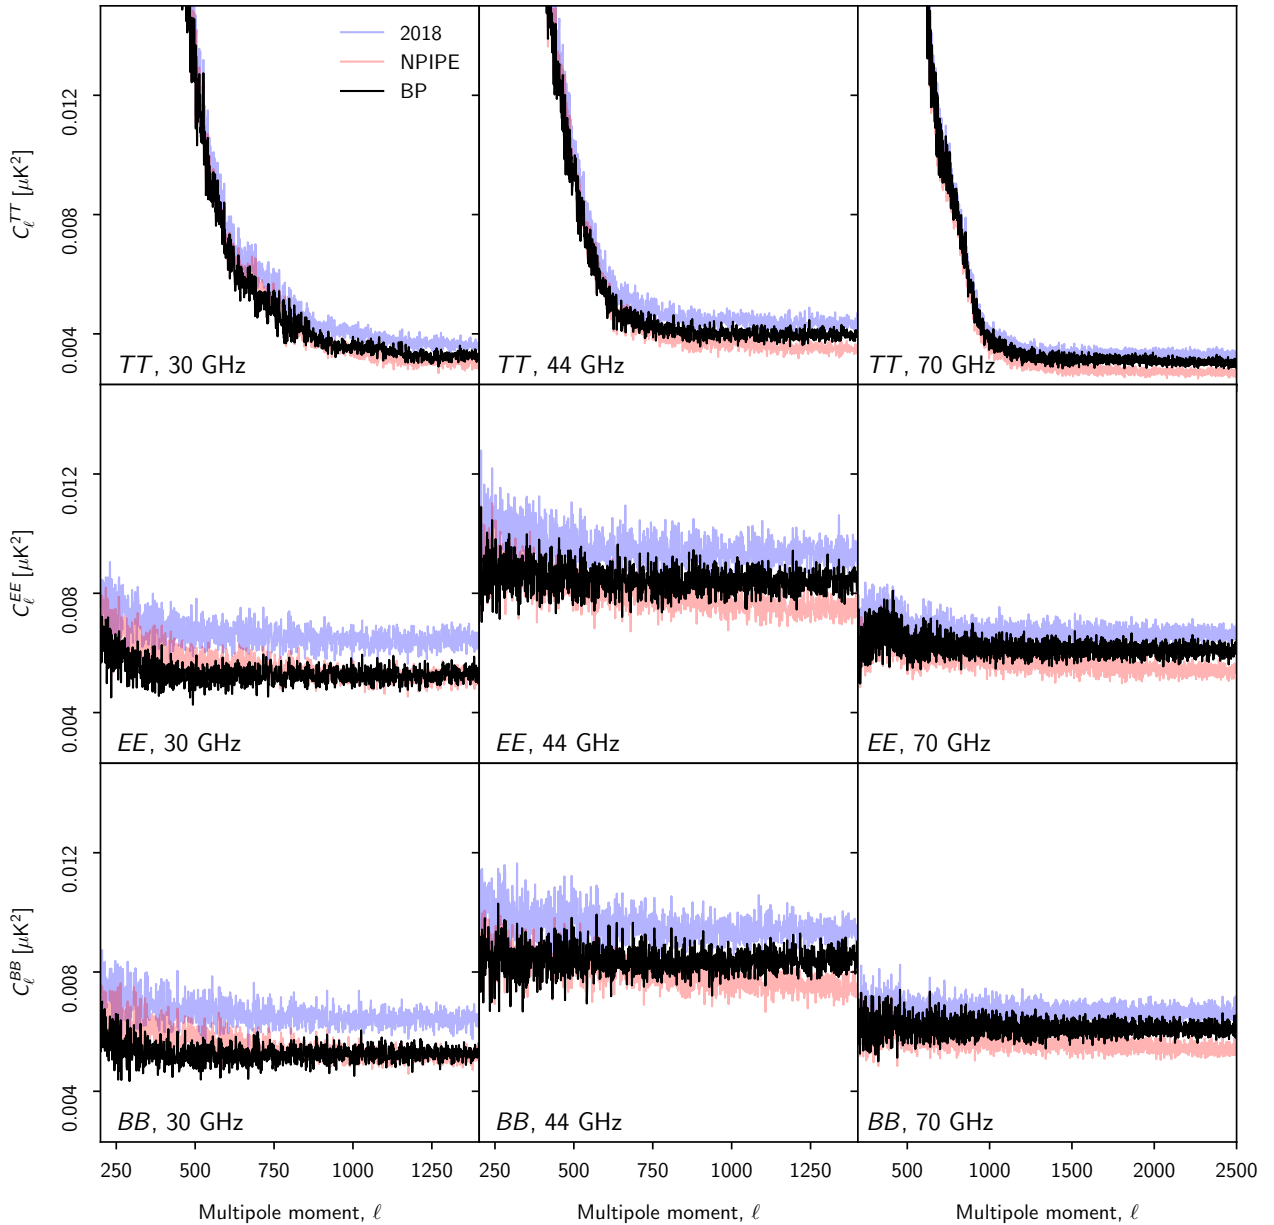 2018
NPIPE
BP
0.012
0.008
0.004
C_ℓ^{TT} [μK²]
TT, 30 GHz
TT, 44 GHz
TT, 70 GHz
0.012
0.008
0.004
C_ℓ^{EE} [μK²]
EE, 30 GHz
EE, 44 GHz
EE, 70 GHz
0.012
0.008
0.004
C_ℓ^{BB} [μK²]
BB, 30 GHz
BB, 44 GHz
BB, 70 GHz
250 500 750 1000 1250
250 500 750 1000 1250
500 1000 1500 2000 2500
Multipole moment, ℓ
Multipole moment, ℓ
Multipole moment, ℓ